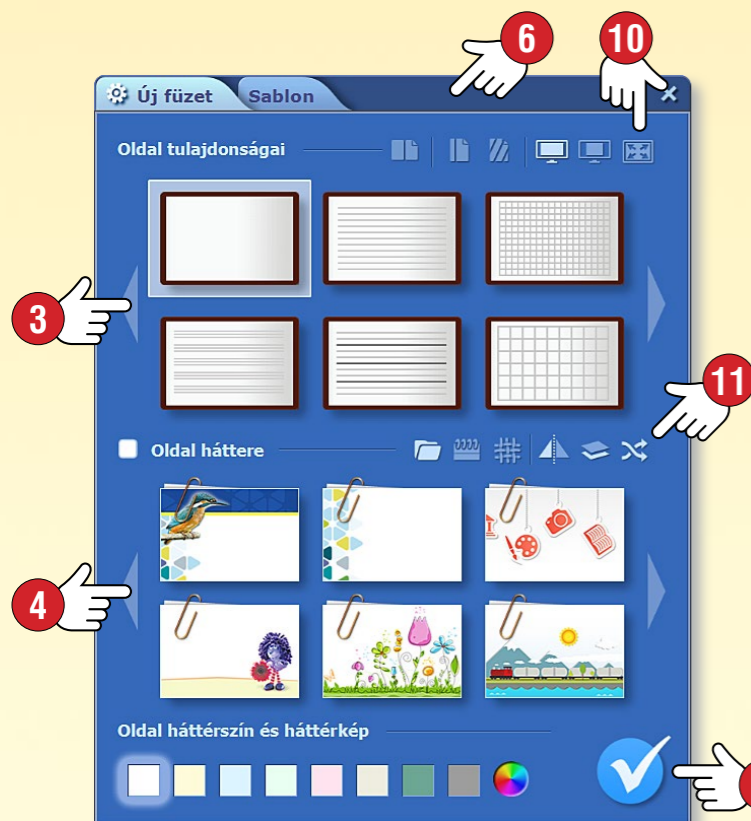 6
10
Új füzet
Sablon
Oldal tulajdonságai
3
11
Oldal háttere
4
Oldal háttérszín és háttérkép